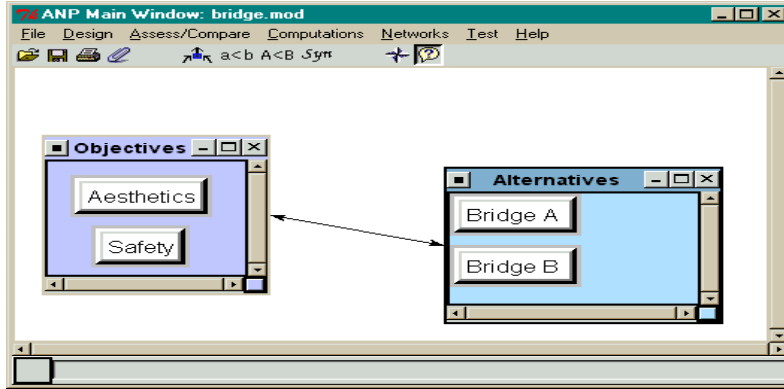 ANP Main Window: bridge.mod
File Design Assess/Compare Computations Networks Test Help
a<b A<B Syn
Objectives
Aesthetics
Safety
Alternatives
Bridge A
Bridge B